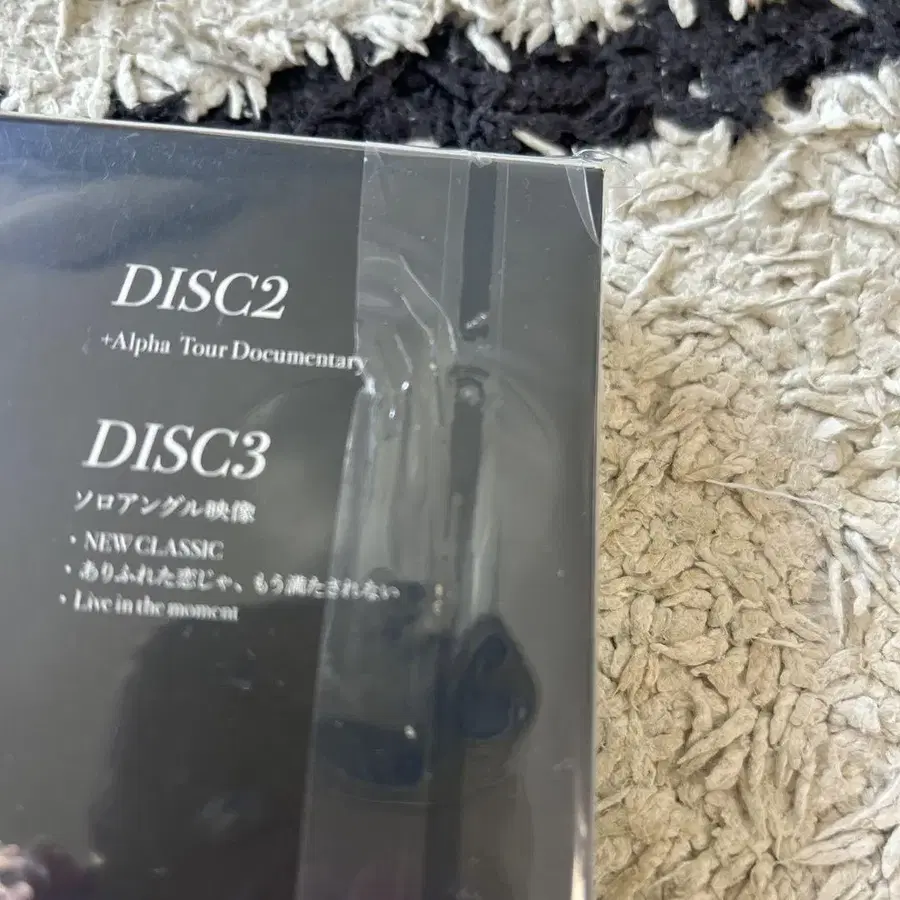 DISC2
+Alpha Tour Documentary
DISC3
ソロアングル映像
・NEW CLASSIC
・ありふれた恋じゃ、もう満たされない
・Live in the moment